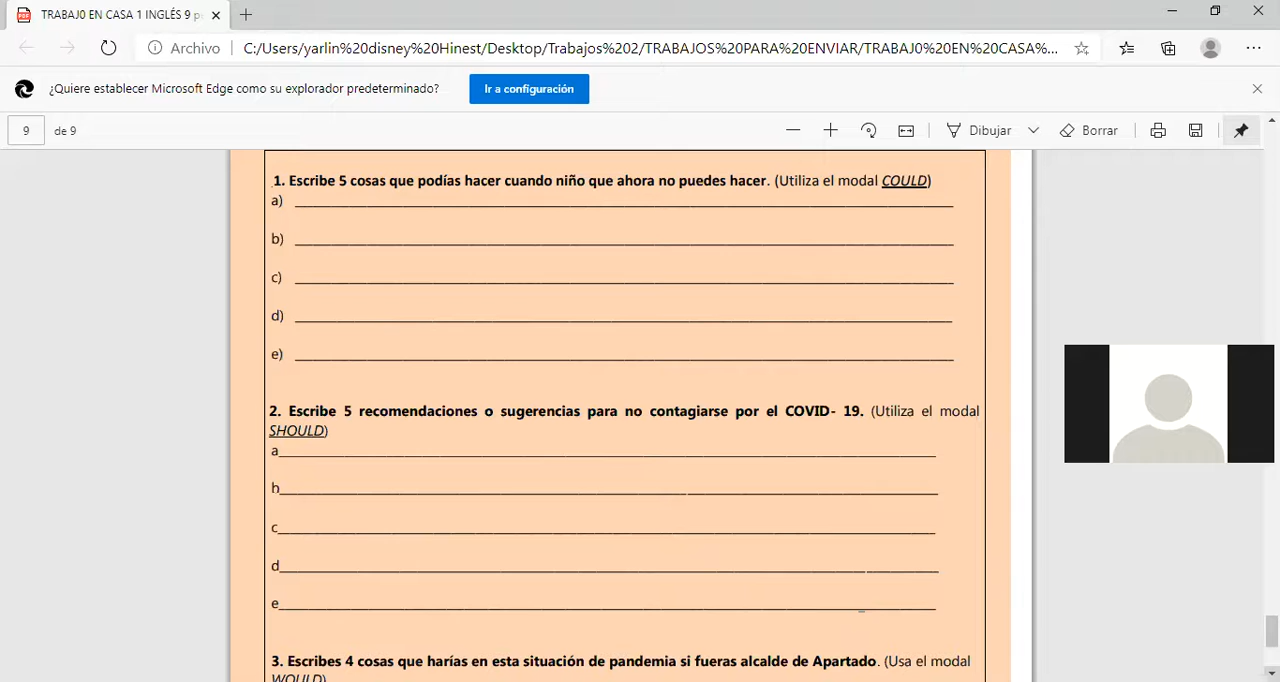 TRABAJ0 EN CASA 1 INGLÉS 9 p
Archivo
C:/Users/yarlin%20disney%20Hinest/Desktop/Trabajos%202/TRABAJOS%20PARA%20ENVIAR/TRABAJ0%20EN%20CASA%...
¿Quiere establecer Microsoft Edge como su explorador predeterminado?
Ir a configuración
9 de 9
Dibujar
Borrar
1. Escribe 5 cosas que podías hacer cuando niño que ahora no puedes hacer. (Utiliza el modal COULD)
a)
b)
c)
d)
e)
2. Escribe 5 recomendaciones o sugerencias para no contagiarse por el COVID- 19. (Utiliza el modal
SHOULD)
a
b
c
d
e
3. Escribes 4 cosas que harías en esta situación de pandemia si fueras alcalde de Apartado. (Usa el modal
WOULD)